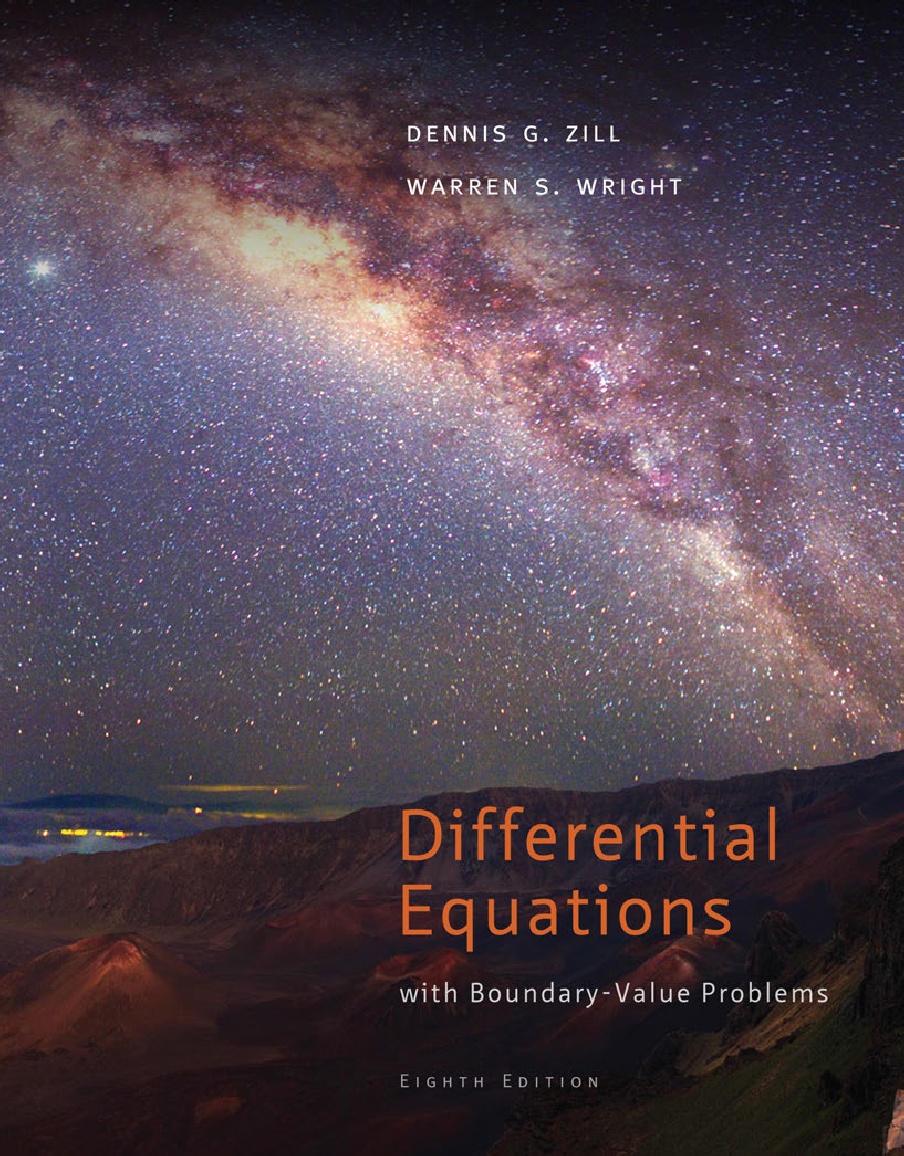 DENNIS G. ZILL
WARREN S. WRIGHT
Differential
Equations
with Boundary-Value Problems
EIGHTH EDITION